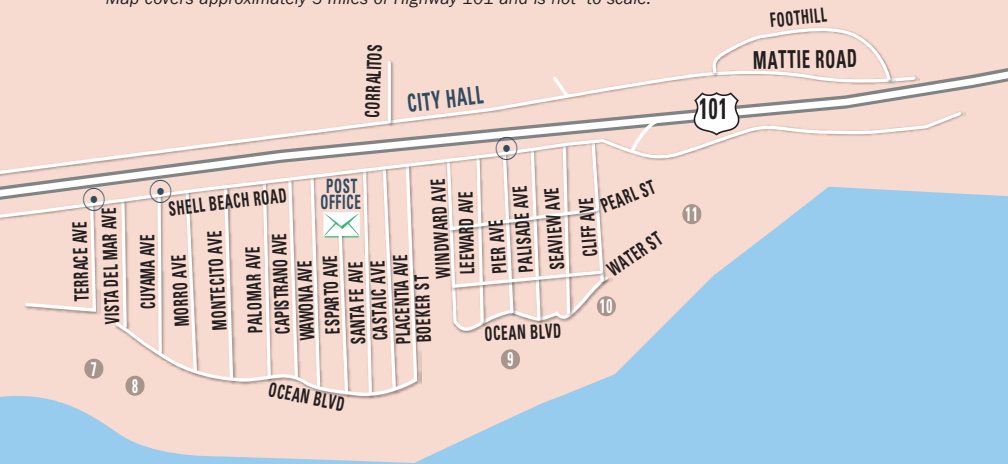 Map covers approximately 5 miles of Highway 101 and is not to scale.
FOOTHILL
MATTIE ROAD
CORRALITOS
CITY HALL
101
POST
OFFICE
SHELL BEACH ROAD
TERRACE AVE
VISTA DEL MAR AVE
CUYAMA AVE
MORRO AVE
MONTECITO AVE
PALOMAR AVE
CAPISTRANO AVE
WAWONA AVE
ESPARTO AVE
SANTA FE AVE
CASTAIC AVE
PLACENTIA AVE
BOEKER ST
WINDWARD AVE
LEEWARD AVE
PIER AVE
PALISADE AVE
SEAVIEW AVE
CLIFF AVE
PEARL ST
WATER ST
11
10
OCEAN BLVD
9
7
8
OCEAN BLVD